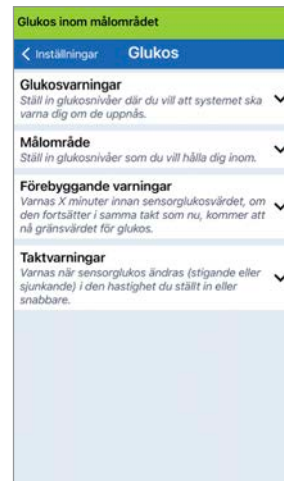 Glukos inom målområdet
Inställningar Glukos
Glukosvarningar
Ställ in glukosnivåer där du vill att systemet ska
varna dig om de uppnås.
Målområde
Ställ in glukosnivåer som du vill hålla dig inom.
Förebyggande varningar
Varnas X minuter innan sensorglukosvärdet, om
den fortsätter i samma takt som nu, kommer att
nå gränsvärdet för glukos.
Taktvarningar
Varnas när sensorglukos ändras (stigande eller
sjunkande) i den hastighet du ställt in eller
snabbare.